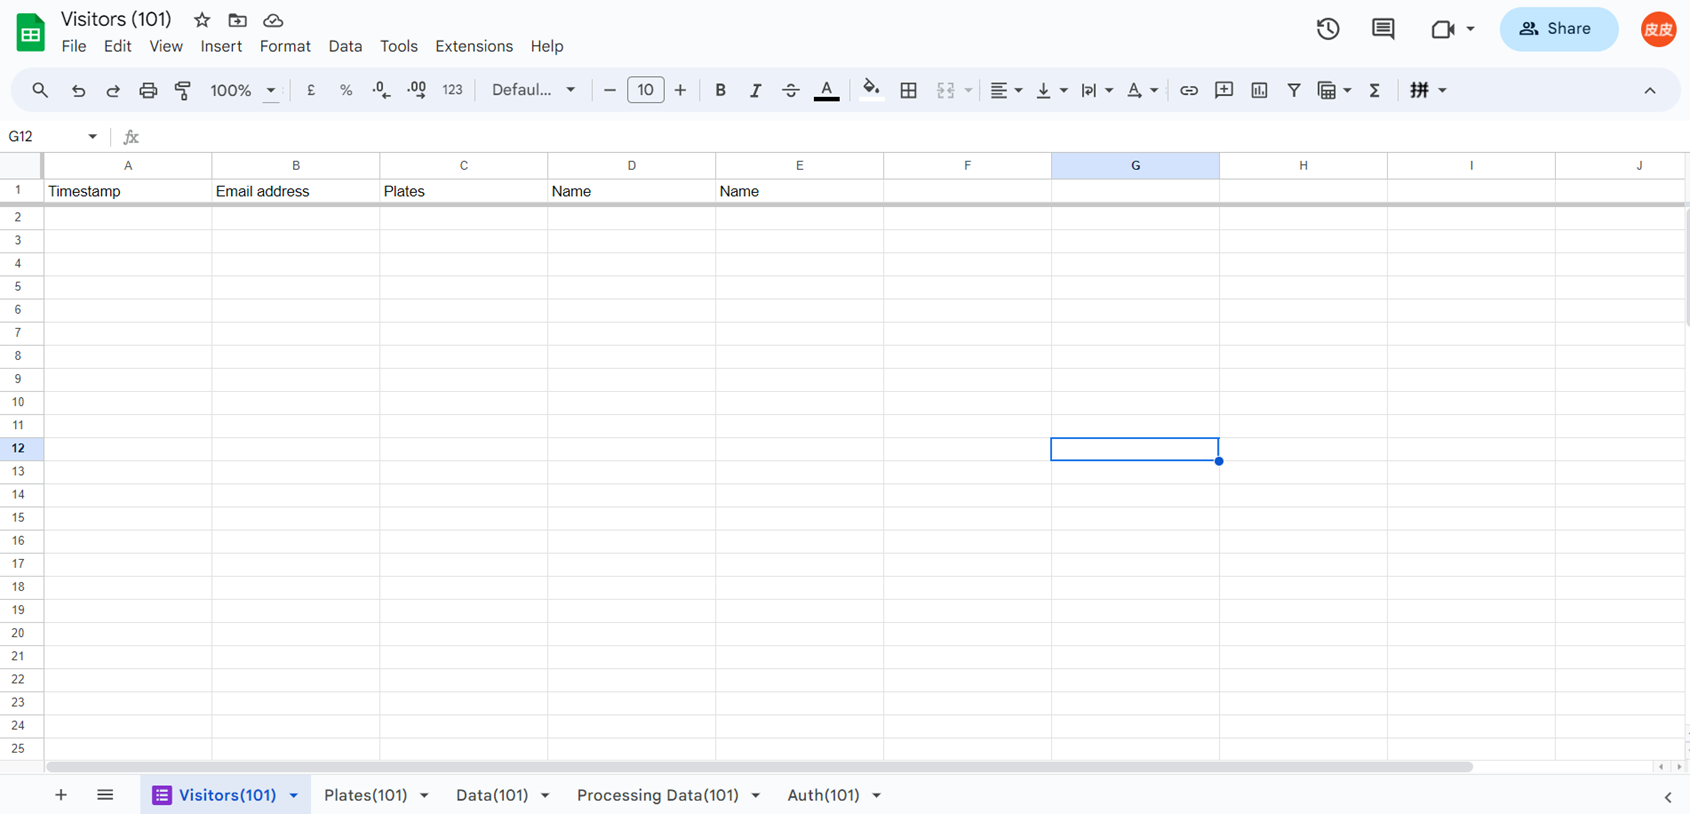 Visitors (101)
File Edit View Insert Format Data Tools Extensions Help
Share
皮皮
100% £ % .0 .00 123 Defaul... 10 B I S A A Σ 拼
G12 fx
A B C D E F G H I J
1 Timestamp Email address Plates Name Name
2
3
4
5
6
7
8
9
10
11
12
13
14
15
16
17
18
19
20
21
22
23
24
25
Visitors(101) Plates(101) Data(101) Processing Data(101) Auth(101)